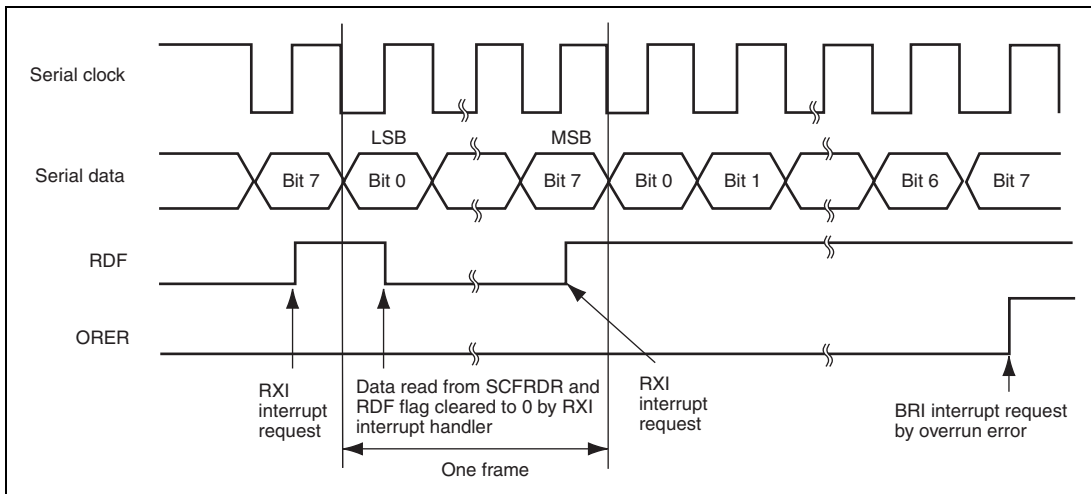 Serial clock
LSB
MSB
Serial data
Bit 7
Bit 0
Bit 7
Bit 0
Bit 1
Bit 6
Bit 7
RDF
ORER
RXI
interrupt
request
Data read from SCFRDR and
RDF flag cleared to 0 by RXI
interrupt handler
RXI
interrupt
request
BRI interrupt request
by overrun error
One frame